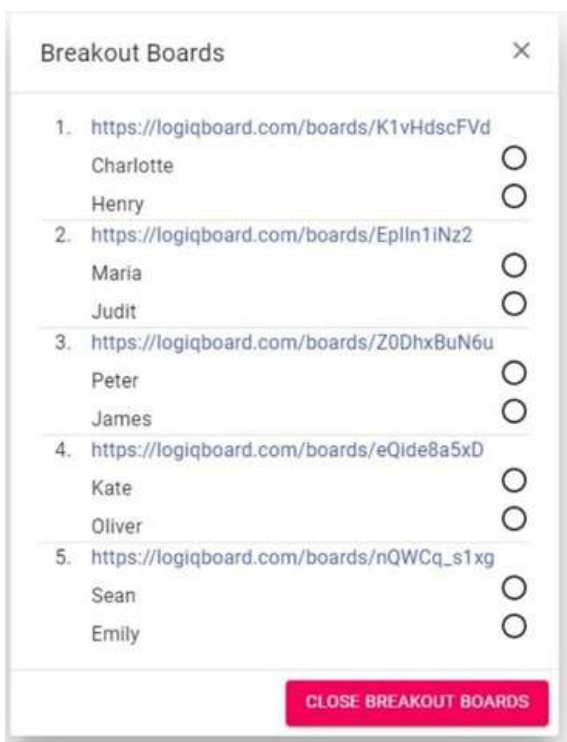 Breakout Boards
1. https://logiqboard.com/boards/K1vHdscFVd
Charlotte
Henry
2. https://logiqboard.com/boards/EpIln1iNz2
Maria
Judit
3. https://logiqboard.com/boards/Z0DhxBuN6u
Peter
James
4. https://logiqboard.com/boards/eQide8a5xD
Kate
Oliver
5. https://logiqboard.com/boards/nQWCq_s1xg
Sean
Emily
CLOSE BREAKOUT BOARDS